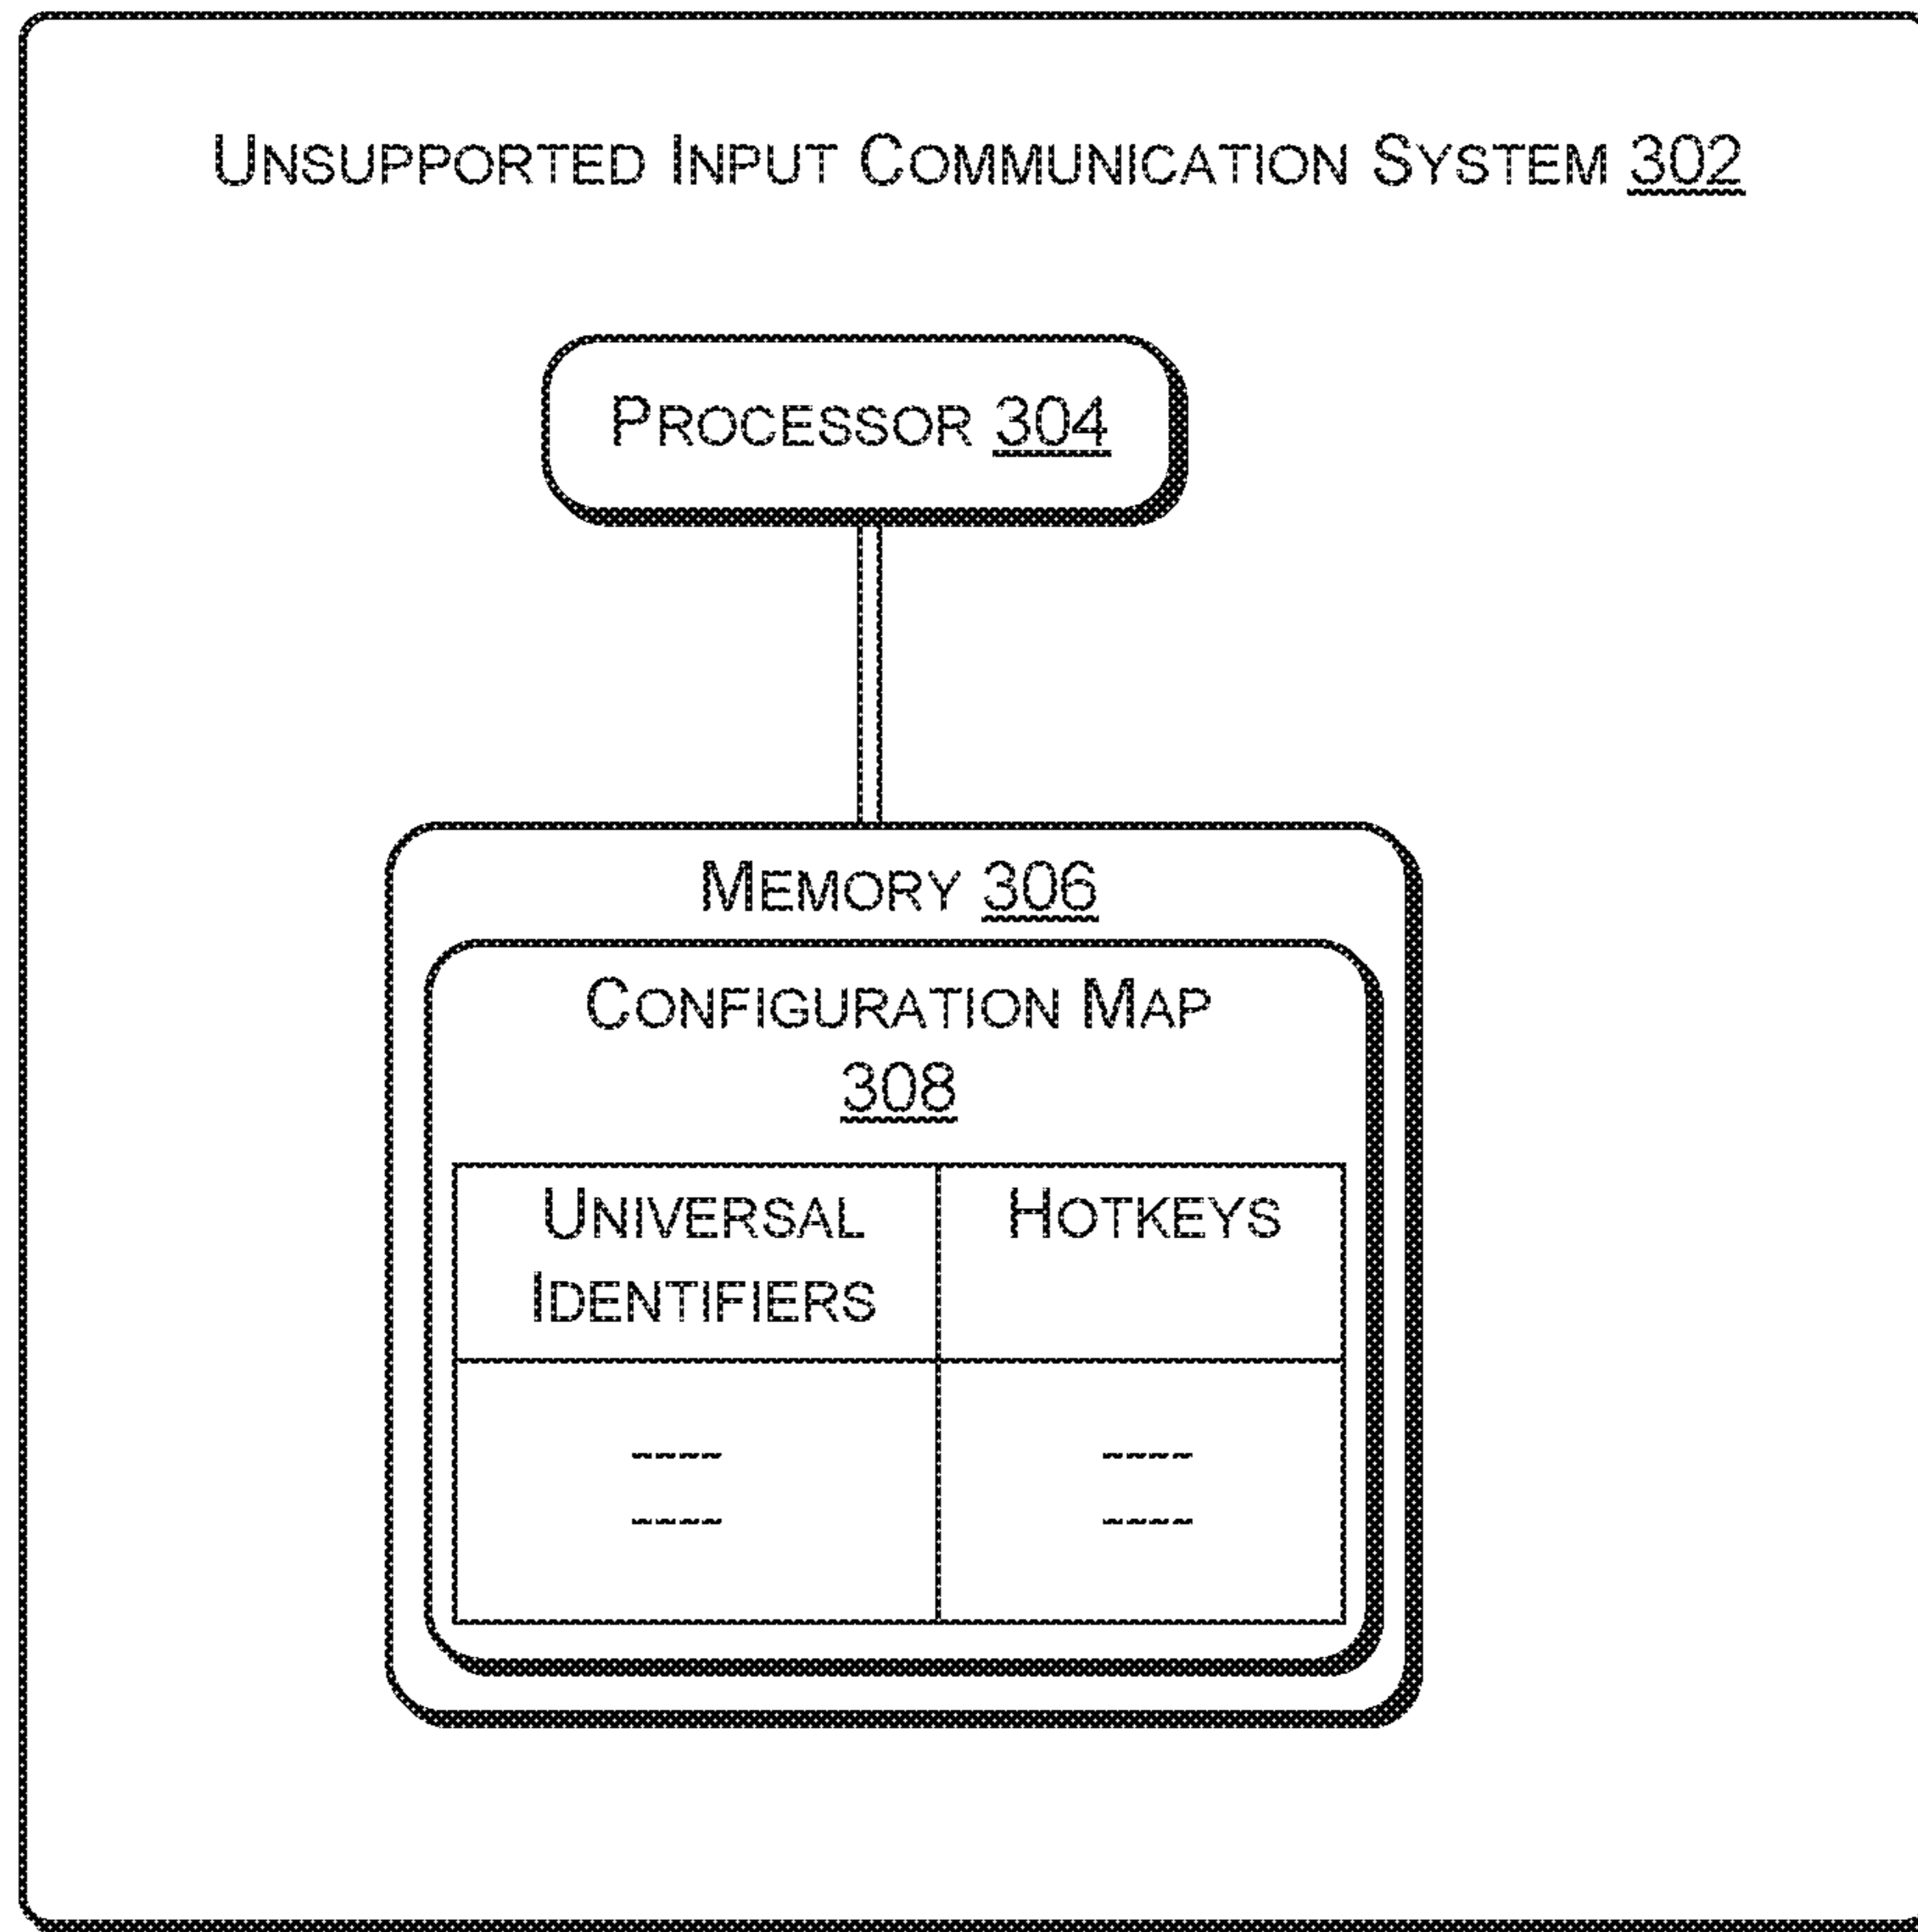 UNSUPPORTED INPUT COMMUNICATION SYSTEM 302
PROCESSOR 304
MEMORY 306
CONFIGURATION MAP
308
UNIVERSAL HOTKEYS
IDENTIFIERS
---- ----
---- ----